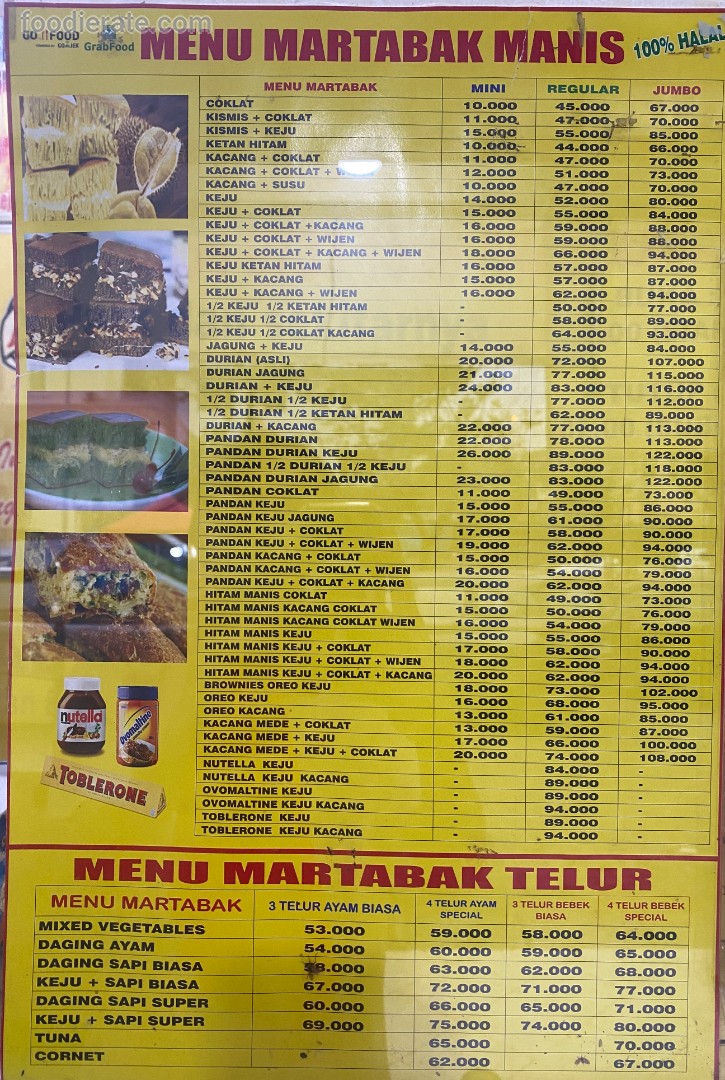 foodierate.com
GO FOOD
GrabFood
MENU MARTABAK MANIS
100% HALAL
MENU MARTABAK MINI REGULAR JUMBO
COKLAT 10.000 45.000 67.000
KISMIS + COKLAT 11.000 47.000 70.000
KISMIS + KEJU 15.000 55.000 85.000
KETAN HITAM 10.000 44.000 66.000
KACANG + COKLAT 11.000 47.000 70.000
KACANG + COKLAT + 12.000 51.000 73.000
KACANG + SUSU 10.000 47.000 70.000
KEJU 14.000 52.000 80.000
KEJU + COKLAT 15.000 55.000 84.000
KEJU + COKLAT +KACANG 16.000 59.000 88.000
KEJU + COKLAT + WIJEN 16.000 59.000 88.000
KEJU + COKLAT + KACANG + WIJEN 18.000 66.000 94.000
KEJU KETAN HITAM 16.000 57.000 87.000
KEJU + KACANG 15.000 57.000 87.000
KEJU + KACANG + WIJEN 16.000 62.000 94.000
1/2 KEJU 1/2 KETAN HITAM - 50.000 77.000
1/2 KEJU 1/2 COKLAT - 58.000 89.000
1/2 KEJU 1/2 COKLAT KACANG - 64.000 93.000
JAGUNG + KEJU 14.000 55.000 84.000
DURIAN (ASLI) 20.000 72.000 107.000
DURIAN JAGUNG 21.000 77.000 115.000
DURIAN + KEJU 24.000 83.000 116.000
1/2 DURIAN 1/2 KEJU - 77.000 112.000
1/2 DURIAN 1/2 KETAN HITAM - 62.000 89.000
DURIAN + KACANG 22.000 77.000 113.000
PANDAN DURIAN 22.000 78.000 113.000
PANDAN DURIAN KEJU 26.000 89.000 122.000
PANDAN 1/2 DURIAN 1/2 KEJU - 83.000 118.000
PANDAN DURIAN JAGUNG 23.000 83.000 122.000
PANDAN COKLAT 11.000 49.000 73.000
PANDAN KEJU 15.000 55.000 86.000
PANDAN KEJU JAGUNG 17.000 61.000 90.000
PANDAN KEJU + COKLAT 17.000 58.000 90.000
PANDAN KEJU + COKLAT + WIJEN 19.000 62.000 94.000
PANDAN KACANG + COKLAT 15.000 50.000 76.000
PANDAN KACANG + COKLAT + WIJEN 16.000 54.000 79.000
PANDAN KEJU + COKLAT + KACANG 20.000 62.000 94.000
HITAM MANIS COKLAT 11.000 49.000 73.000
HITAM MANIS KACANG COKLAT 15.000 50.000 76.000
HITAM MANIS KACANG COKLAT WIJEN 16.000 54.000 79.000
HITAM MANIS KEJU 15.000 55.000 86.000
HITAM MANIS KEJU + COKLAT 17.000 58.000 90.000
HITAM MANIS KEJU + COKLAT + WIJEN 18.000 62.000 94.000
HITAM MANIS KEJU + COKLAT + KACANG 20.000 62.000 94.000
BROWNIES OREO KEJU 18.000 73.000 102.000
OREO KEJU 16.000 68.000 95.000
OREO KACANG 13.000 61.000 85.000
KACANG MEDE + COKLAT 13.000 59.000 87.000
KACANG MEDE + KEJU 17.000 66.000 100.000
KACANG MEDE + KEJU + COKLAT 20.000 74.000 108.000
NUTELLA KEJU - 84.000 -
NUTELLA KEJU KACANG - 89.000 -
OVOMALTINE KEJU - 89.000 -
OVOMALTINE KEJU KACANG - 94.000 -
TOBLERONE KEJU - 89.000 -
TOBLERONE KEJU KACANG - 94.000 -
nutella
Ovomaltine
TOBLERONE
MENU MARTABAK TELUR
MENU MARTABAK 3 TELUR AYAM BIASA 4 TELUR AYAM SPECIAL 3 TELUR BEBEK BIASA 4 TELUR BEBEK SPECIAL
MIXED VEGETABLES 53.000 59.000 58.000 64.000
DAGING AYAM 54.000 60.000 59.000 65.000
DAGING SAPI BIASA 63.000 62.000 68.000
KEJU + SAPI BIASA 67.000 72.000 71.000 77.000
DAGING SAPI SUPER 60.000 66.000 65.000 71.000
KEJU + SAPI SUPER 69.000 75.000 74.000 80.000
TUNA 65.000 70.000
CORNET 62.000 67.000